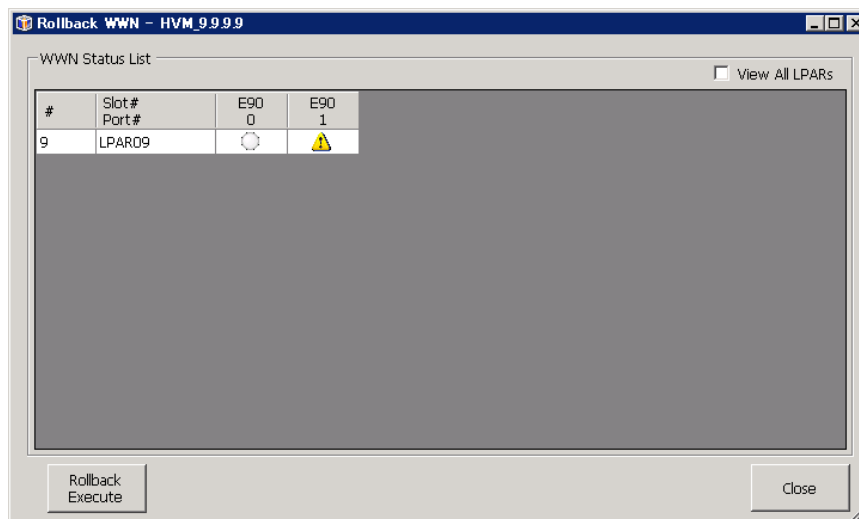 Rollback WWN - HVM_9.9.9.9
WWN Status List
View All LPARs
# Slot# E90 E90
Port# 0 1
9 LPAR09
Rollback
Execute
Close